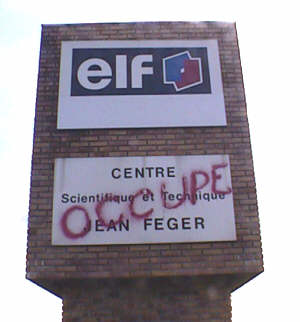 elf
CENTRE
Scientifique et Technique
OCCUPE
JEAN FEGER